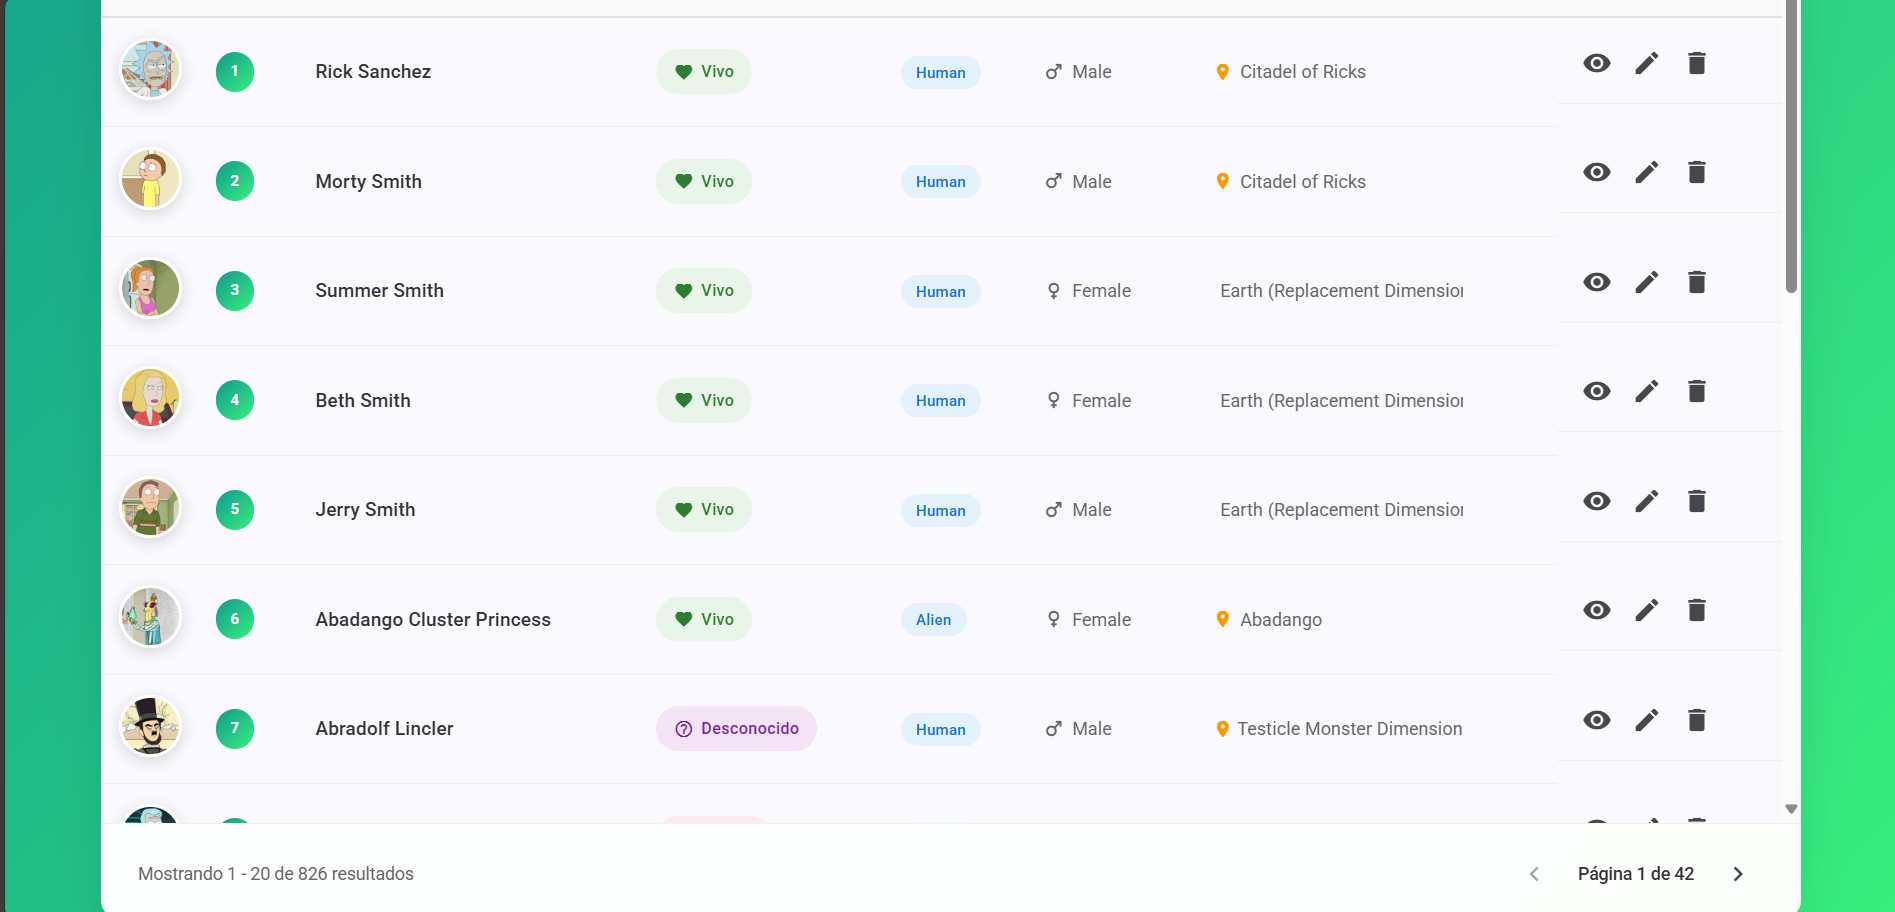 1 Rick Sanchez Vivo Human Male Citadel of Ricks
2 Morty Smith Vivo Human Male Citadel of Ricks
3 Summer Smith Vivo Human Female Earth (Replacement Dimension
4 Beth Smith Vivo Human Female Earth (Replacement Dimension
5 Jerry Smith Vivo Human Male Earth (Replacement Dimension
6 Abadango Cluster Princess Vivo Alien Female Abadango
7 Abradolf Lincler Desconocido Human Male Testicle Monster Dimension
Mostrando 1 - 20 de 826 resultados
Página 1 de 42